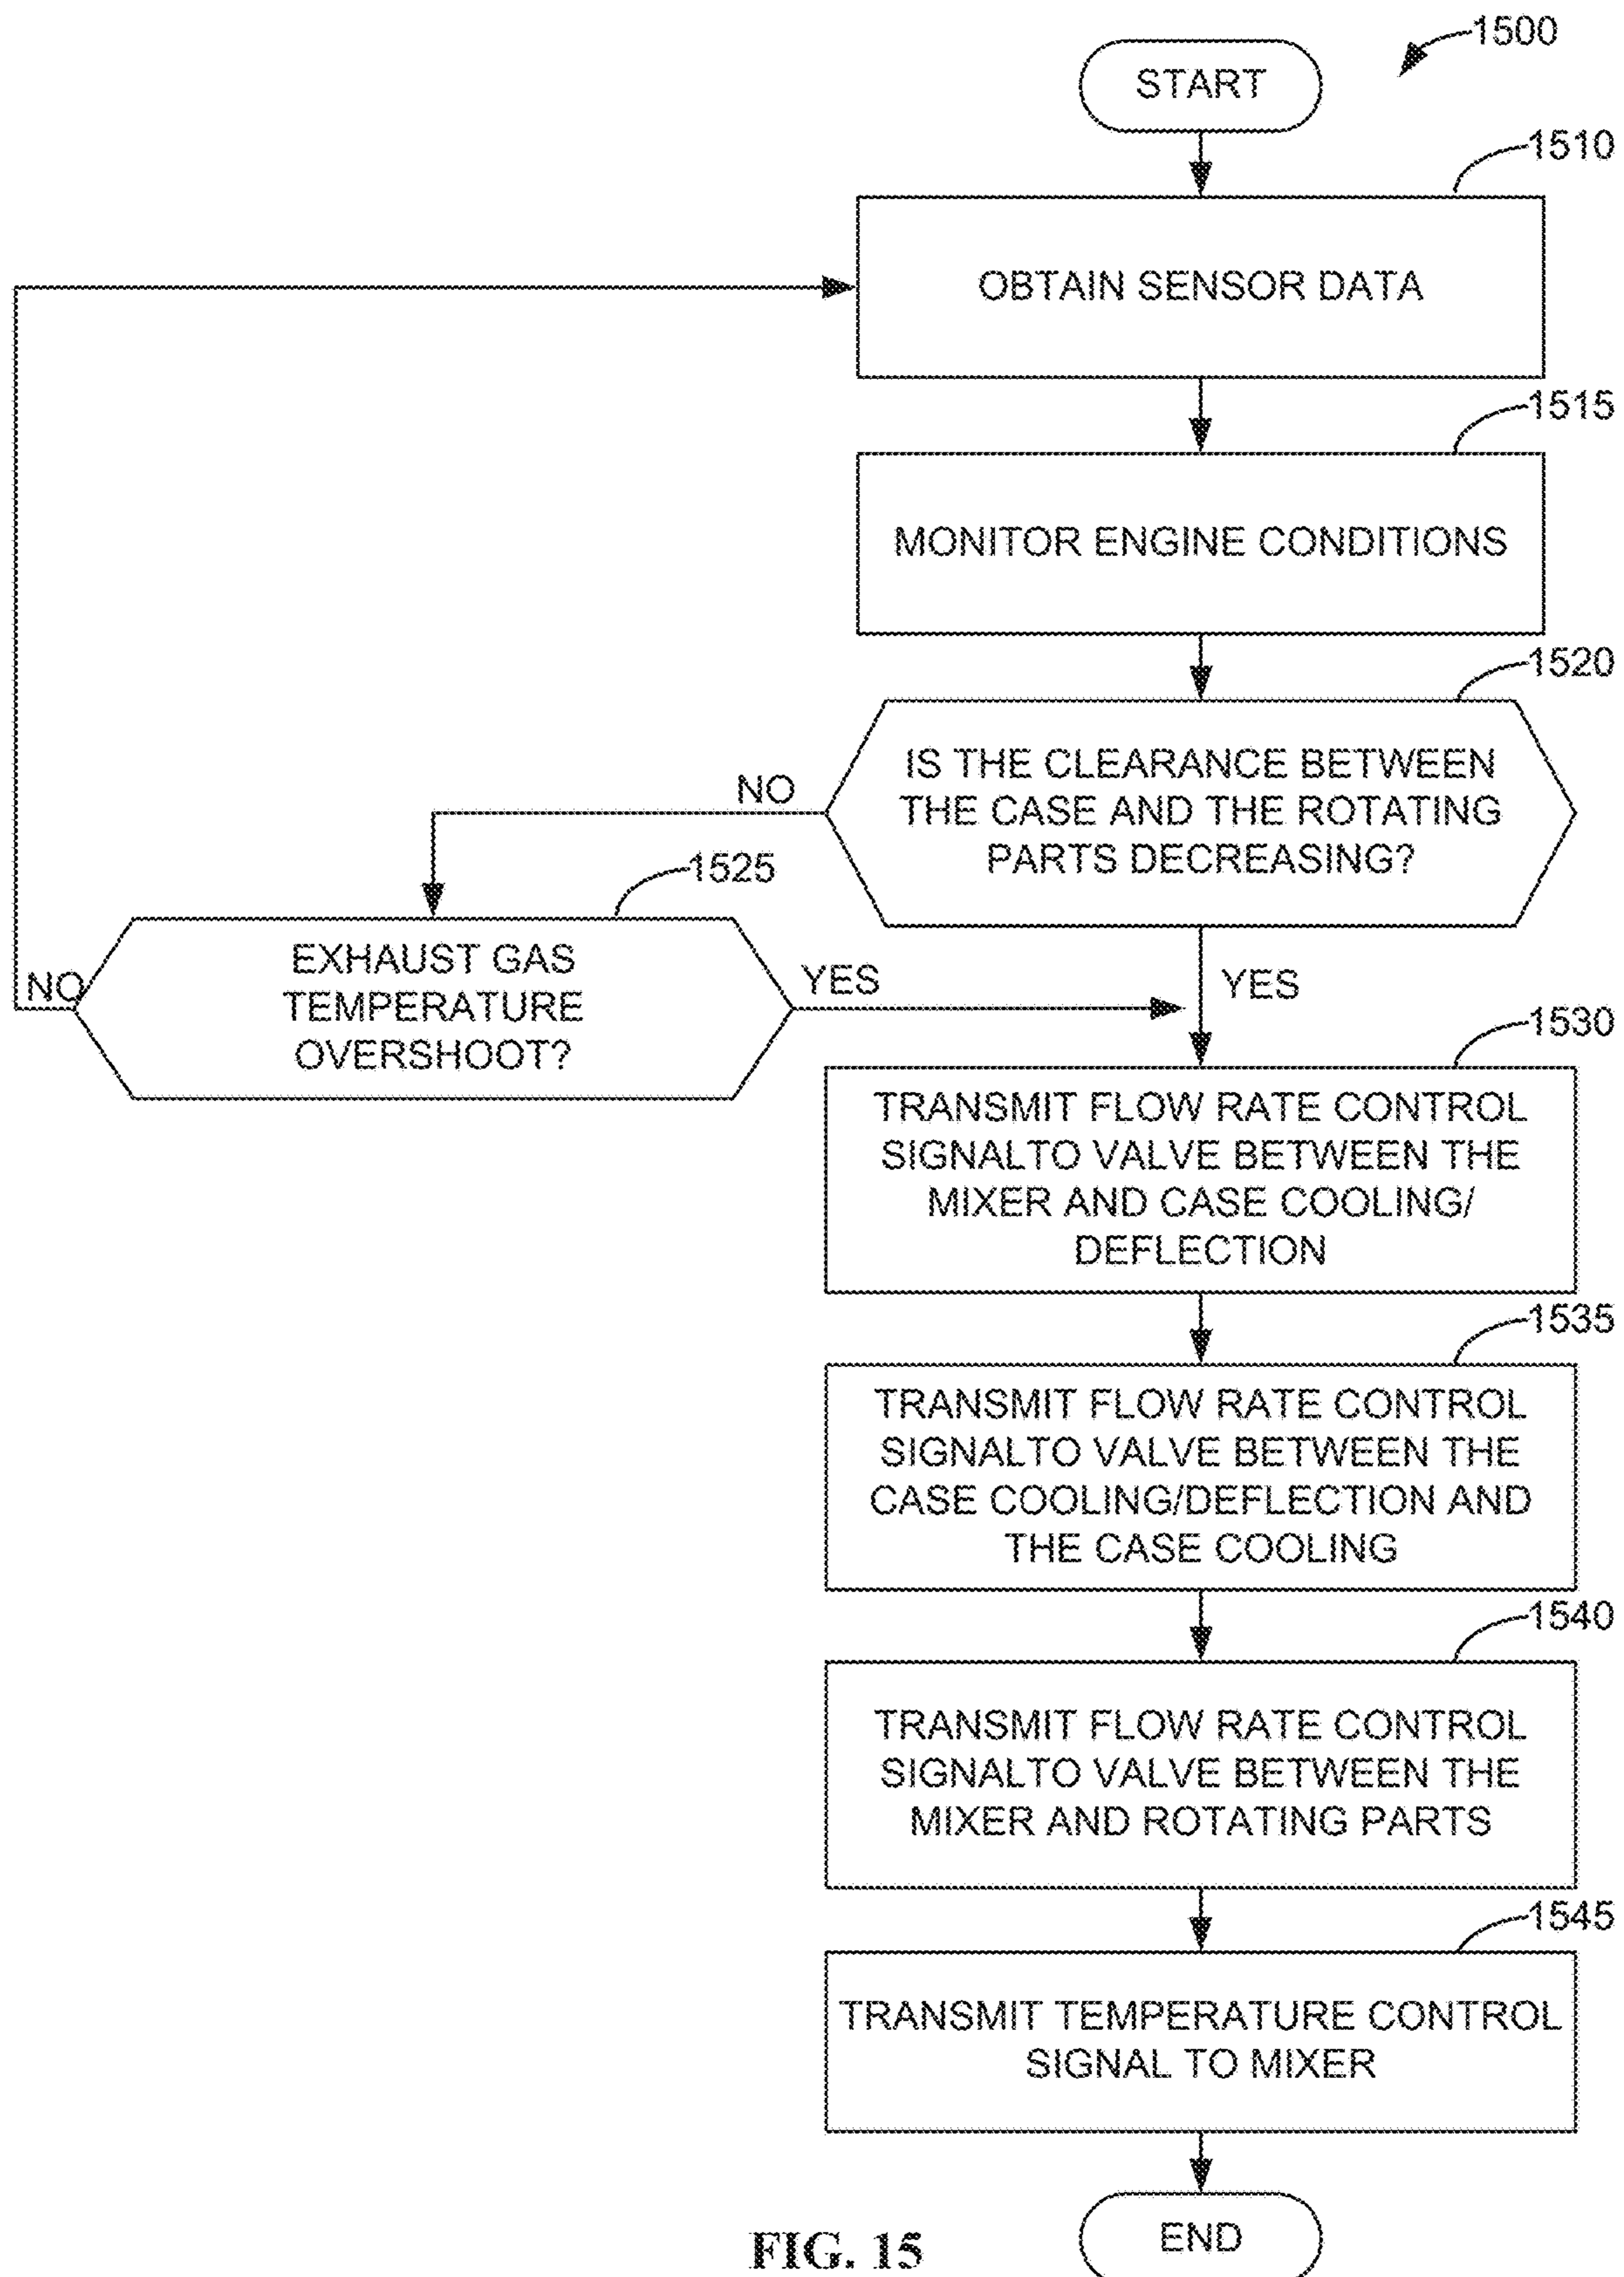 1500
START
1510
OBTAIN SENSOR DATA
1515
MONITOR ENGINE CONDITIONS
1520
IS THE CLEARANCE BETWEEN
THE CASE AND THE ROTATING
PARTS DECREASING?
NO
YES
1525
EXHAUST GAS
TEMPERATURE
OVERSHOOT?
NO
YES
1530
TRANSMIT FLOW RATE CONTROL
SIGNALTO VALVE BETWEEN THE
MIXER AND CASE COOLING/
DEFLECTION
1535
TRANSMIT FLOW RATE CONTROL
SIGNALTO VALVE BETWEEN THE
CASE COOLING/DEFLECTION AND
THE CASE COOLING
1540
TRANSMIT FLOW RATE CONTROL
SIGNALTO VALVE BETWEEN THE
MIXER AND ROTATING PARTS
1545
TRANSMIT TEMPERATURE CONTROL
SIGNAL TO MIXER
END
FIG. 15